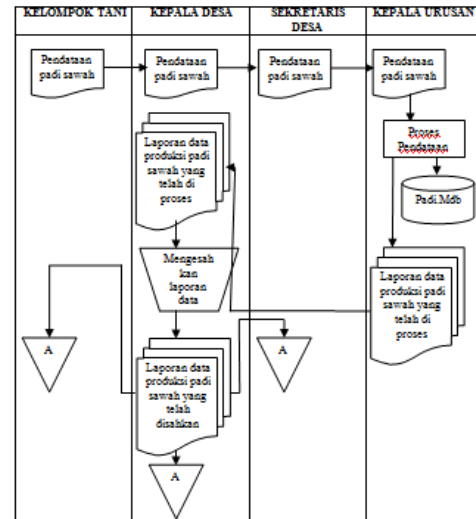 KELOMPOK TANI
KEPALA DESA
SEKRETARIS
DESA
KEPALA URUSAN
Pendataan
padi sawah
Pendataan
padi sawah
Pendataan
padi sawah
Pendataan
padi sawah
Proses
Pendataan
Padi.Mdb
Laporan data
produksi padi
sawah yang
telah di
proses
Mengesah
kan
laporan
data
Laporan data
produksi padi
sawah yang
telah di
proses
A
A
Laporan data
produksi padi
sawah yang
telah
disahkan
A